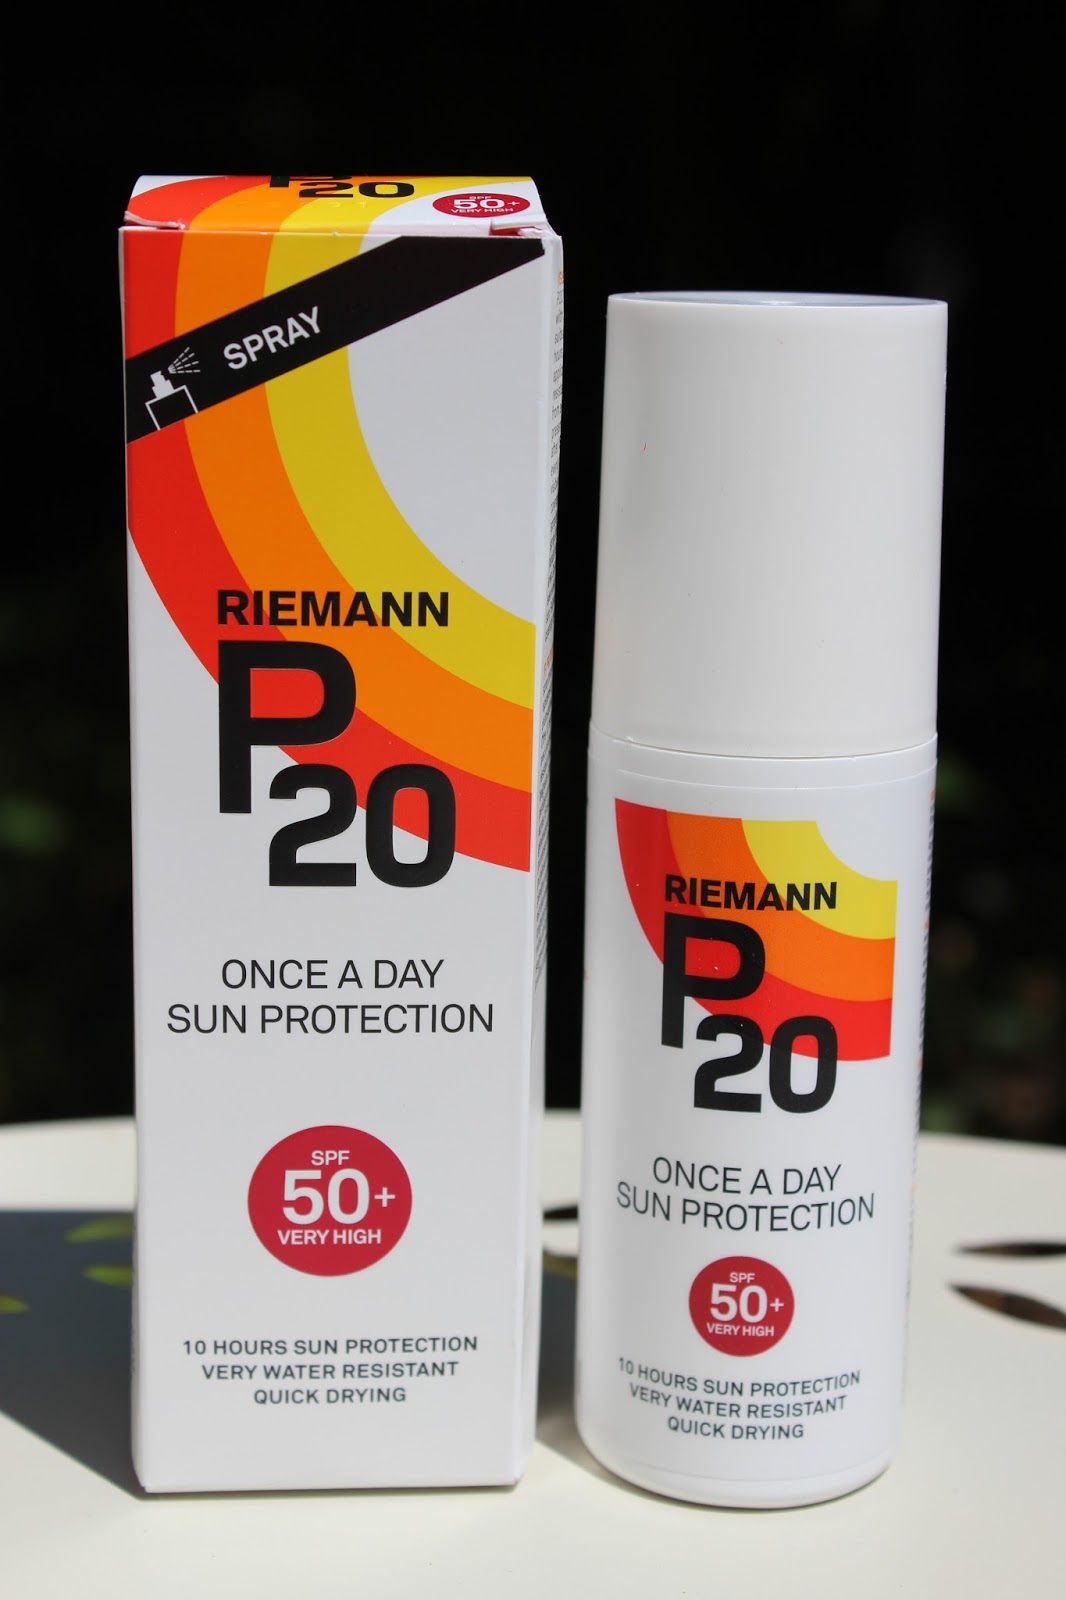 P20
SPF
50+
VERY HIGH
SPRAY
RIEMANN
P20
ONCE A DAY
SUN PROTECTION
SPF
50+
VERY HIGH
10 HOURS SUN PROTECTION
VERY WATER RESISTANT
QUICK DRYING
RIEMANN
P20
ONCE A DAY
SUN PROTECTION
SPF
50+
VERY HIGH
10 HOURS SUN PROTECTION
VERY WATER RESISTANT
QUICK DRYING